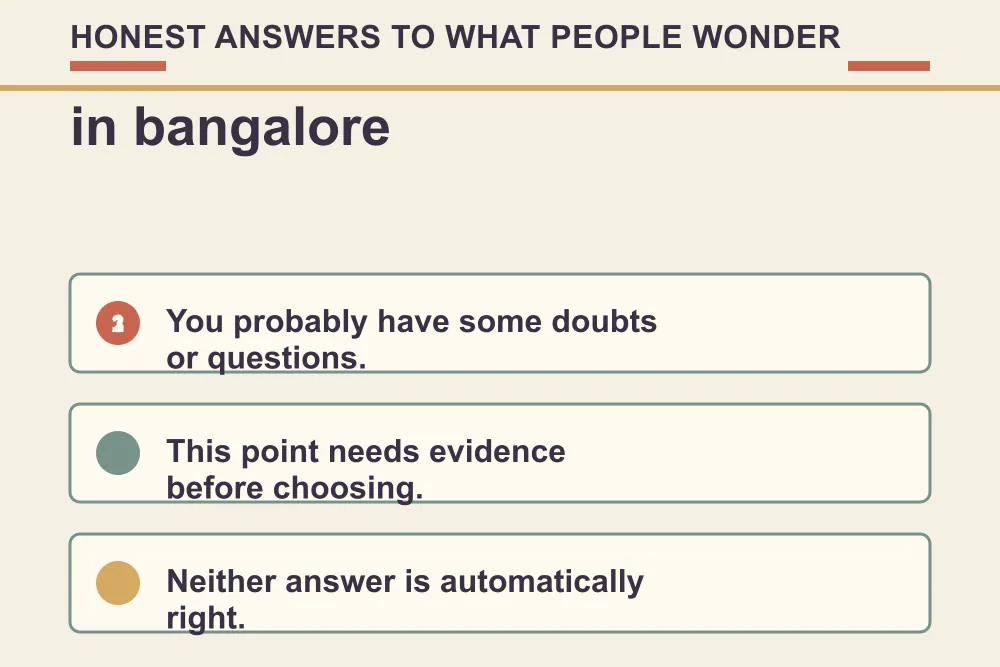 HONEST ANSWERS TO WHAT PEOPLE WONDER
in bangalore
You probably have some doubts
or questions.
This point needs evidence
before choosing.
Neither answer is automatically
right.